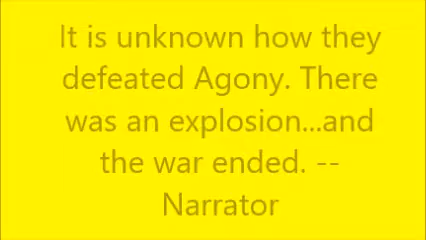 It is unknown how they
defeated Agony. There
was an explosion...and
the war ended. --
Narrator